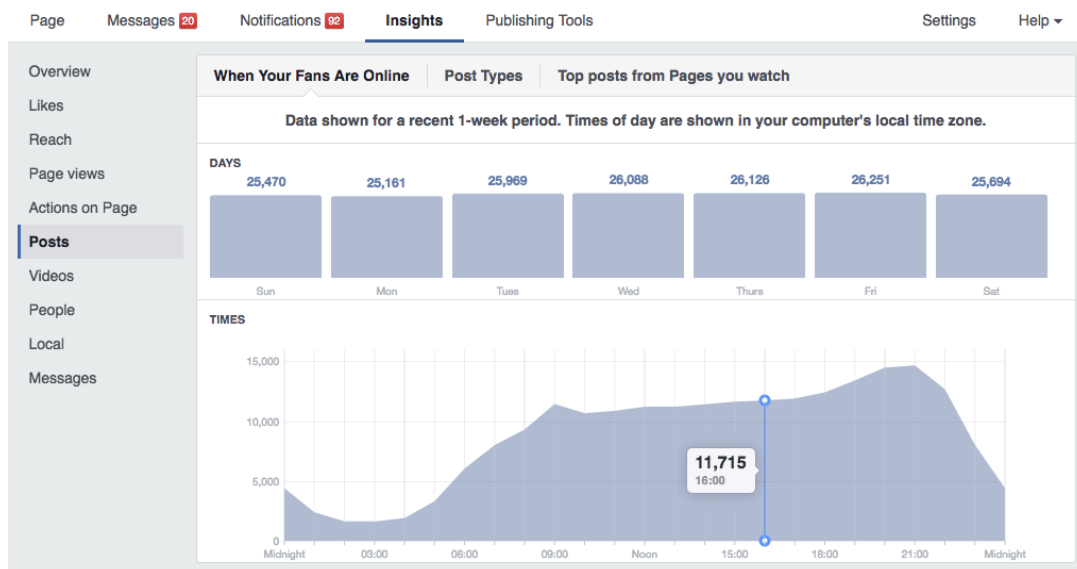 Page Messages 20 Notifications 92 Insights Publishing Tools Settings Help
Overview
Likes
Reach
Page views
Actions on Page
Posts
Videos
People
Local
Messages
When Your Fans Are Online Post Types Top posts from Pages you watch
Data shown for a recent 1-week period. Times of day are shown in your computer's local time zone.
DAYS
25,470 25,161 25,969 26,088 26,126 26,251 25,694
Sun Mon Tues Wed Thurs Fri Sat
TIMES
15,000
10,000
5,000
0
11,715
16:00
Midnight 03:00 06:00 09:00 Noon 15:00 18:00 21:00 Midnight